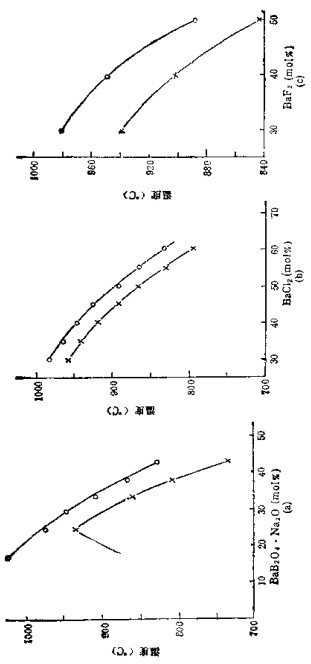 1000
900
800
700
温度 (°C)
10 20 30 40 50
BaB₂O₄·Na₂O (mol%)
(a)
1000
900
800
700
温度 (°C)
30 40 50 60 70
BaCl₂ (mol%)
(b)
1000
960
920
880
840
温度 (°C)
30 40 50
BaF₂ (mol%)
(c)